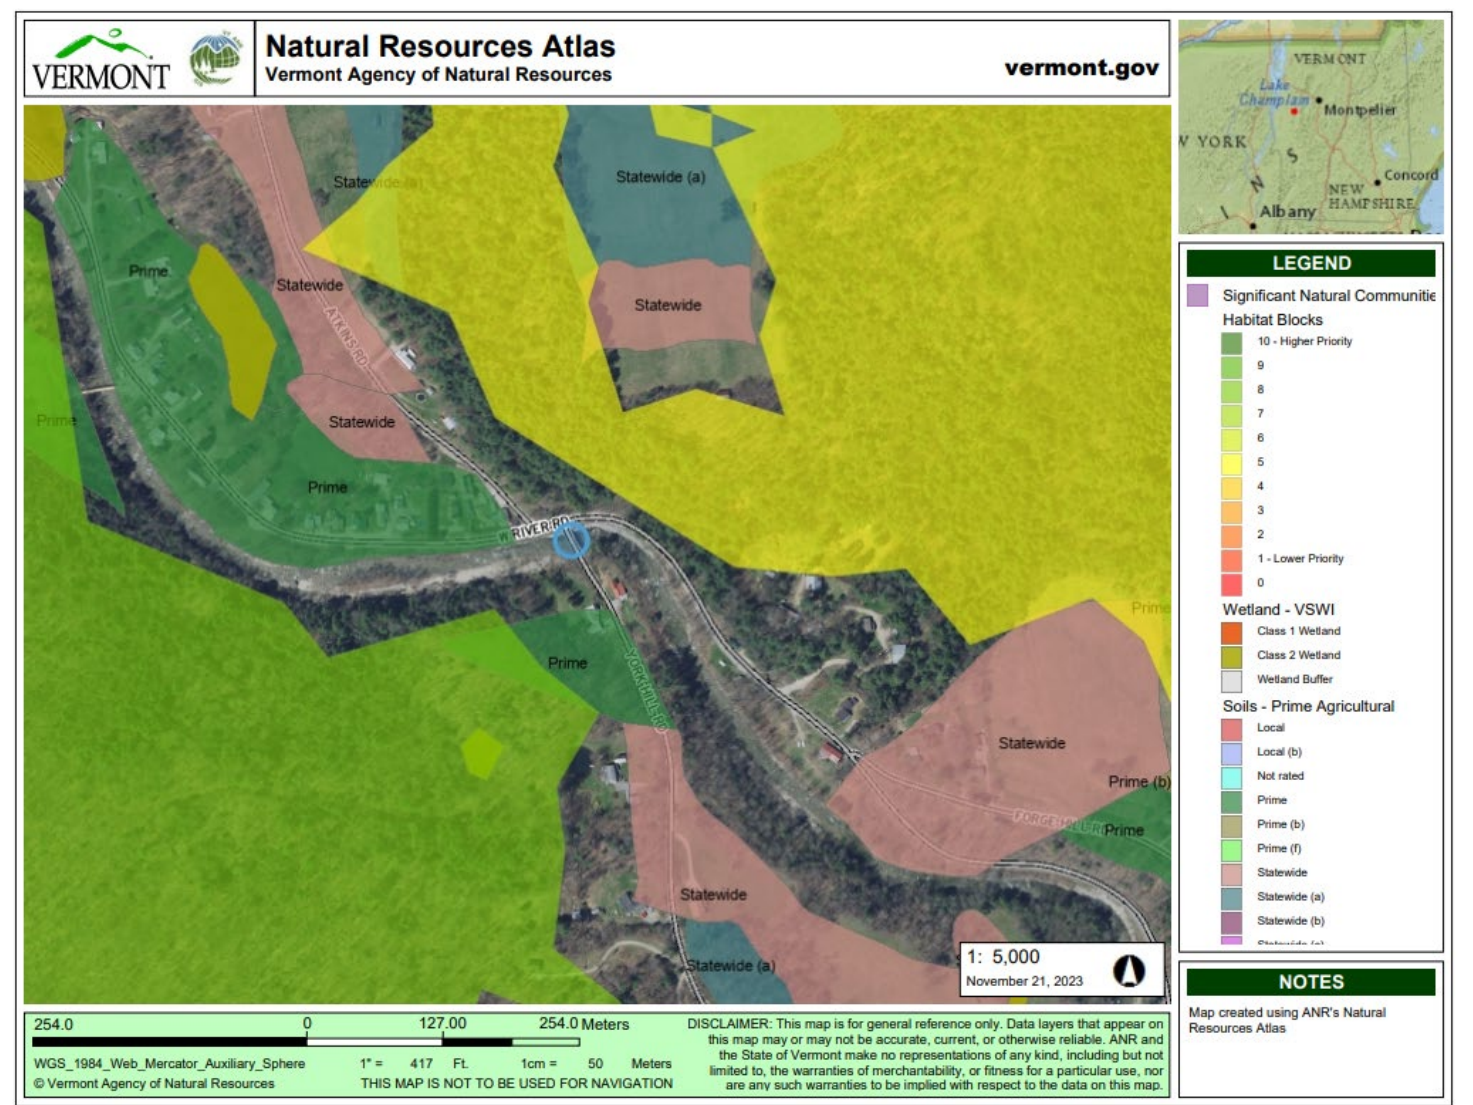 VERMONT
Natural Resources Atlas
Vermont Agency of Natural Resources
vermont.gov
VERMONT
Lake
Champlain
Montpelier
W YORK
S
N
I
Concord
NEW
HAMPSHIRE
Albany
Statewide (a)
Statewide (a)
Prime
Statewide
Statewide
ATKINS RD
Prime
Statewide
Prime
W RIVER RD
Prime
Prime
YORK HILL RD
Statewide
Prime (b)
FORGE HILL RD
Prime
Statewide
Statewide (a)
1: 5,000
November 21, 2023
LEGEND
Significant Natural Communitie
Habitat Blocks
10 - Higher Priority
9
8
7
6
5
4
3
2
1 - Lower Priority
0
Wetland - VSWI
Class 1 Wetland
Class 2 Wetland
Wetland Buffer
Soils - Prime Agricultural
Local
Local (b)
Not rated
Prime
Prime (b)
Prime (f)
Statewide
Statewide (a)
Statewide (b)
NOTES
Map created using ANR's Natural
Resources Atlas
254.0 0 127.00 254.0 Meters
WGS_1984_Web_Mercator_Auxiliary_Sphere 1" = 417 Ft. 1cm = 50 Meters
© Vermont Agency of Natural Resources THIS MAP IS NOT TO BE USED FOR NAVIGATION
DISCLAIMER: This map is for general reference only. Data layers that appear on
this map may or may not be accurate, current, or otherwise reliable. ANR and
the State of Vermont make no representations of any kind, including but not
limited to, the warranties of merchantability, or fitness for a particular use, nor
are any such warranties to be implied with respect to the data on this map.